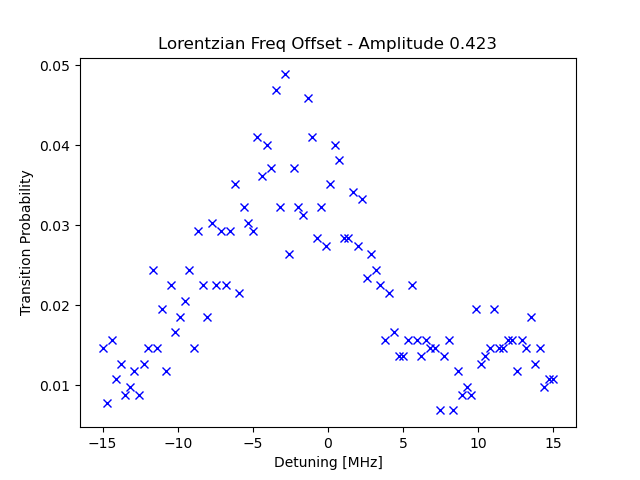 Lorentzian Freq Offset - Amplitude 0.423
Transition Probability
0.05
0.04
0.03
0.02
0.01
−15 −10 −5 0 5 10 15
Detuning [MHz]